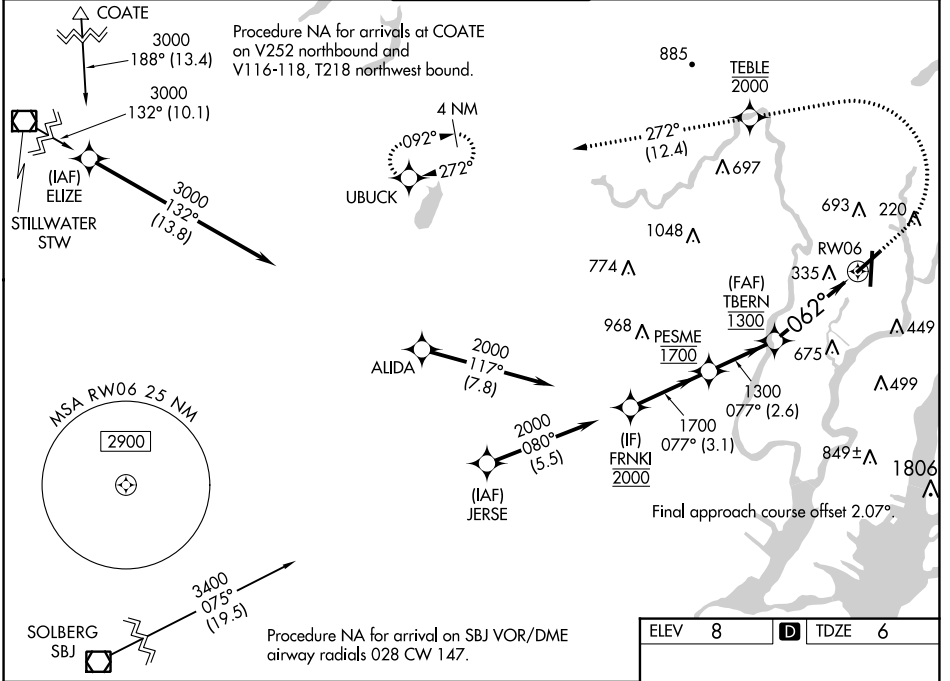 COATE
3000
188° (13.4)
Procedure NA for arrivals at COATE
on V252 northbound and
V116-118, T218 northwest bound.
3000
132° (10.1)
(IAF)
ELIZE
STILLWATER
STW
3000
132°
(13.8)
4 NM
092°
272°
UBUCK
885
TEBLE
2000
272°
(12.4)
697
693
220
1048
774
RW06
335
(FAF)
TBERN
1300
062°
968
PESME
1700
675
449
ALIDA
2000
117°
(7.8)
1300
077° (2.6)
499
1700
077° (3.1)
MSA RW06 25 NM
2900
2000
080°
(5.5)
(IF)
FRNKI
2000
849±
1806
(IAF)
JERSE
Final approach course offset 2.07°.
3400
075°
(19.5)
SOLBERG
SBJ
Procedure NA for arrival on SBJ VOR/DME
airway radials 028 CW 147.
ELEV 8 D TDZE 6